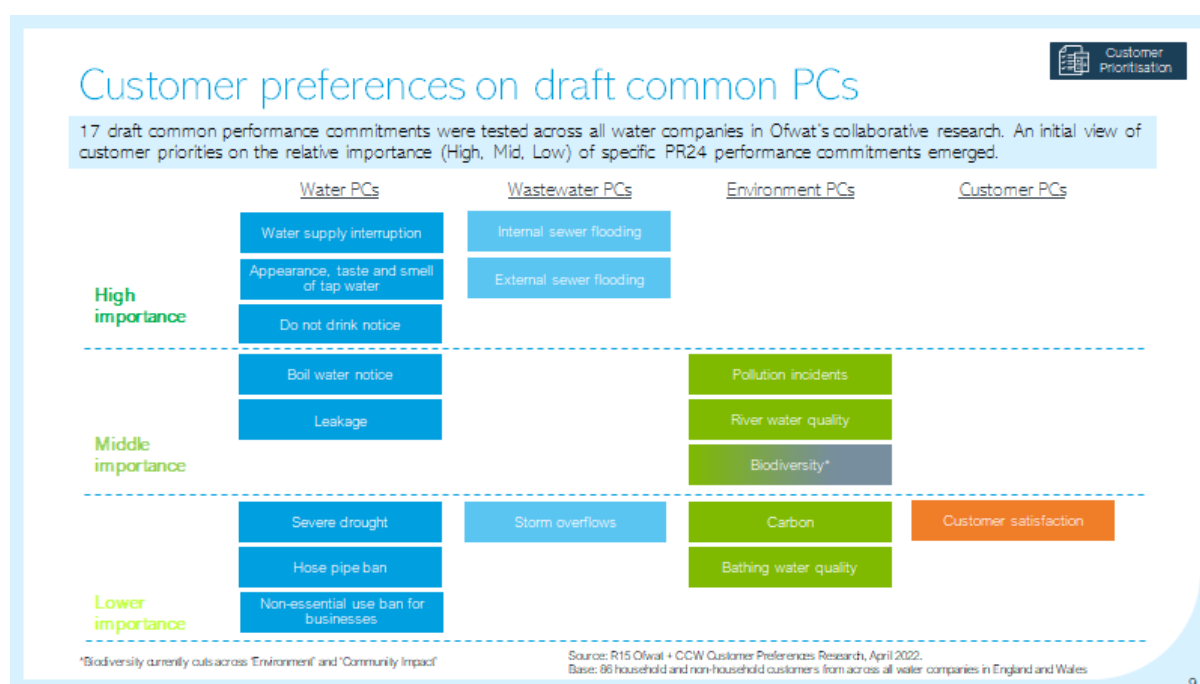 Customer
Prioritisation
Customer preferences on draft common PCs
17 draft common performance commitments were tested across all water companies in Ofwat's collaborative research. An initial view of
customer priorities on the relative importance (High, Mid, Low) of specific PR24 performance commitments emerged.
Water PCs
Wastewater PCs
Environment PCs
Customer PCs
High
importance
Water supply interruption
Internal sewer flooding
Appearance, taste and smell
of tap water
External sewer flooding
Do not drink notice
Middle
importance
Boil water notice
Pollution incidents
Leakage
River water quality
Biodiversity*
Lower
importance
Severe drought
Storm overflows
Carbon
Customer satisfaction
Hose pipe ban
Bathing water quality
Non-essential use ban for
businesses
*Biodiversity currently cuts across 'Environment' and 'Community Impact'
Source: R15 Ofwat + CCW Customer Preferences Research, April 2022.
Base: 86 household and non-household customers from across all water companies in England and Wales
9